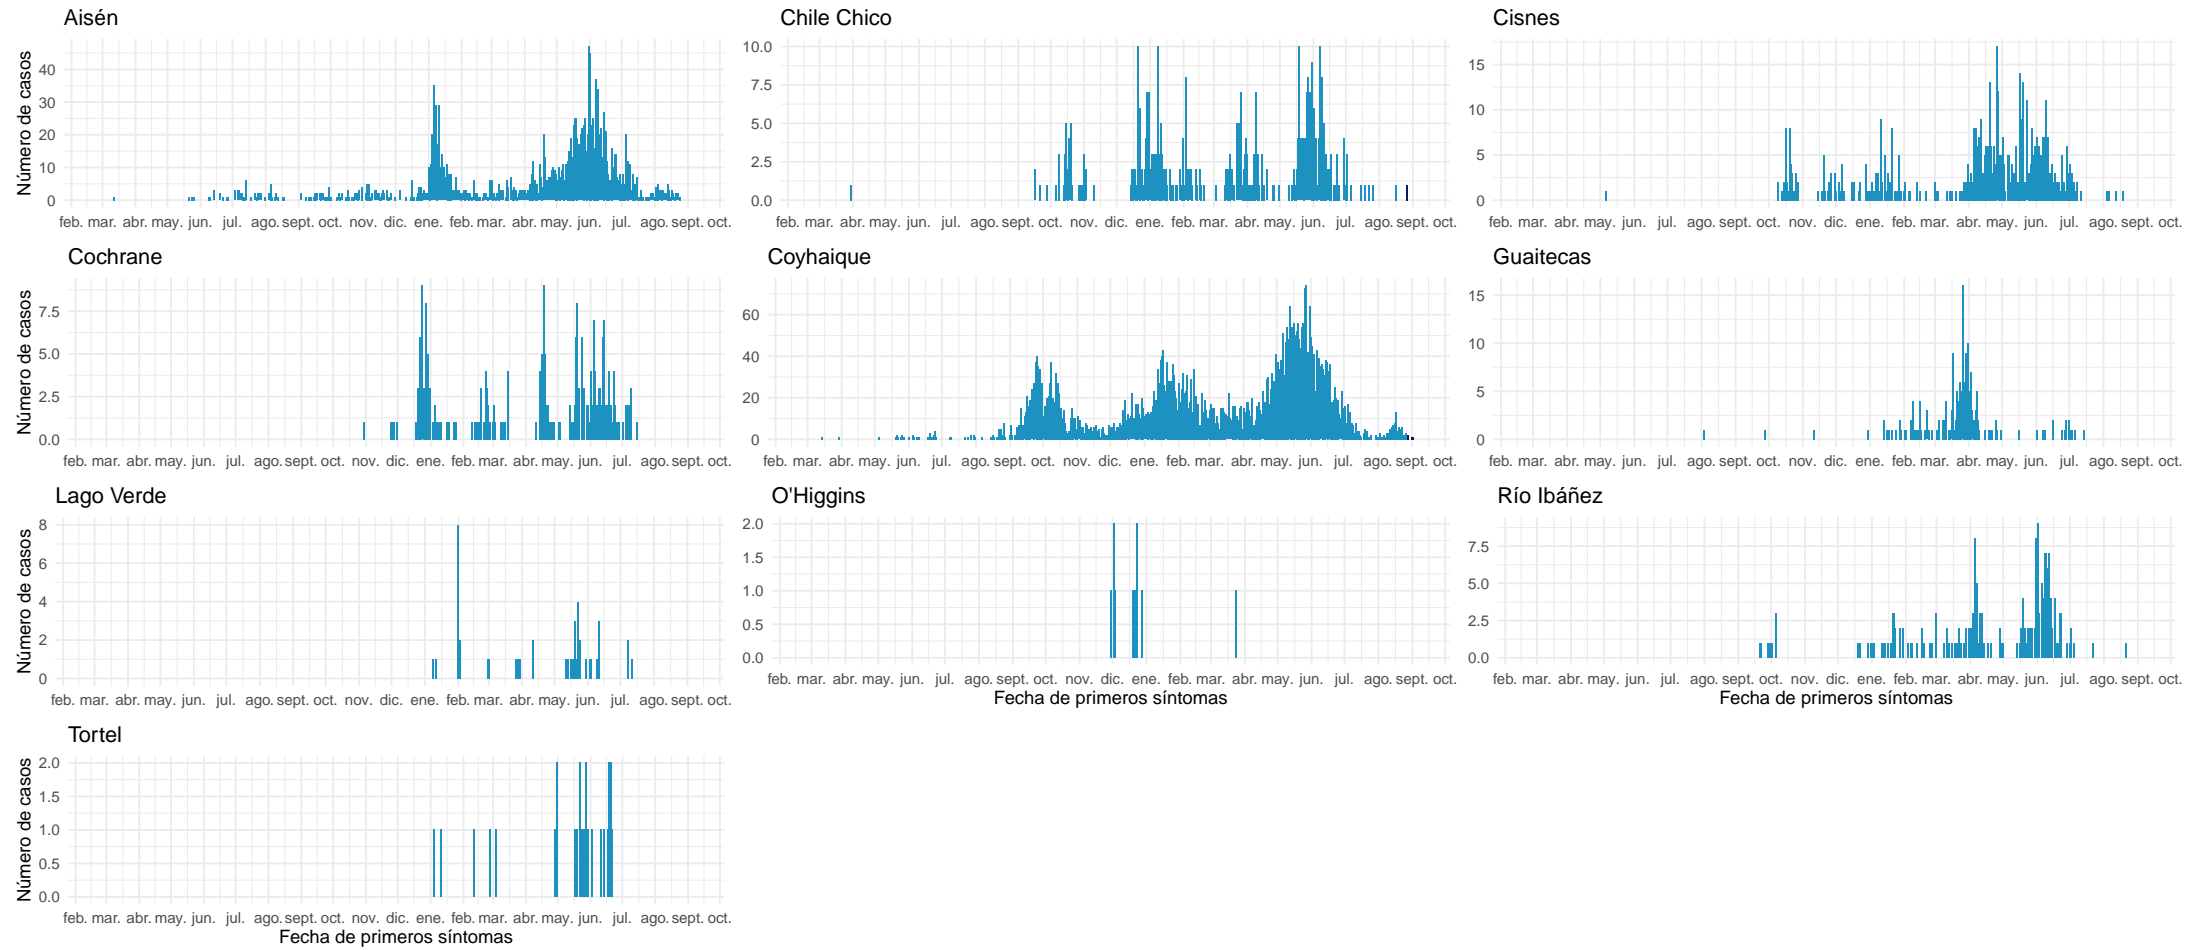 Aisén
Chile Chico
Cisnes
Número de casos
40
30
20
10
0
feb. mar. abr. may. jun. jul. ago. sept. oct. nov. dic. ene. feb. mar. abr. may. jun. jul. ago. sept. oct.
10.0
7.5
5.0
2.5
0.0
feb. mar. abr. may. jun. jul. ago. sept. oct. nov. dic. ene. feb. mar. abr. may. jun. jul. ago. sept. oct.
15
10
5
0
feb. mar. abr. may. jun. jul. ago. sept. oct. nov. dic. ene. feb. mar. abr. may. jun. jul. ago. sept. oct.
Cochrane
Coyhaique
Guaitecas
Número de casos
7.5
5.0
2.5
0.0
feb. mar. abr. may. jun. jul. ago. sept. oct. nov. dic. ene. feb. mar. abr. may. jun. jul. ago. sept. oct.
60
40
20
0
feb. mar. abr. may. jun. jul. ago. sept. oct. nov. dic. ene. feb. mar. abr. may. jun. jul. ago. sept. oct.
15
10
5
0
feb. mar. abr. may. jun. jul. ago. sept. oct. nov. dic. ene. feb. mar. abr. may. jun. jul. ago. sept. oct.
Lago Verde
O'Higgins
Río Ibáñez
Número de casos
8
6
4
2
0
feb. mar. abr. may. jun. jul. ago. sept. oct. nov. dic. ene. feb. mar. abr. may. jun. jul. ago. sept. oct.
2.0
1.5
1.0
0.5
0.0
feb. mar. abr. may. jun. jul. ago. sept. oct. nov. dic. ene. feb. mar. abr. may. jun. jul. ago. sept. oct.
Fecha de primeros síntomas
7.5
5.0
2.5
0.0
feb. mar. abr. may. jun. jul. ago. sept. oct. nov. dic. ene. feb. mar. abr. may. jun. jul. ago. sept. oct.
Fecha de primeros síntomas
Tortel
Número de casos
2.0
1.5
1.0
0.5
0.0
feb. mar. abr. may. jun. jul. ago. sept. oct. nov. dic. ene. feb. mar. abr. may. jun. jul. ago. sept. oct.
Fecha de primeros síntomas